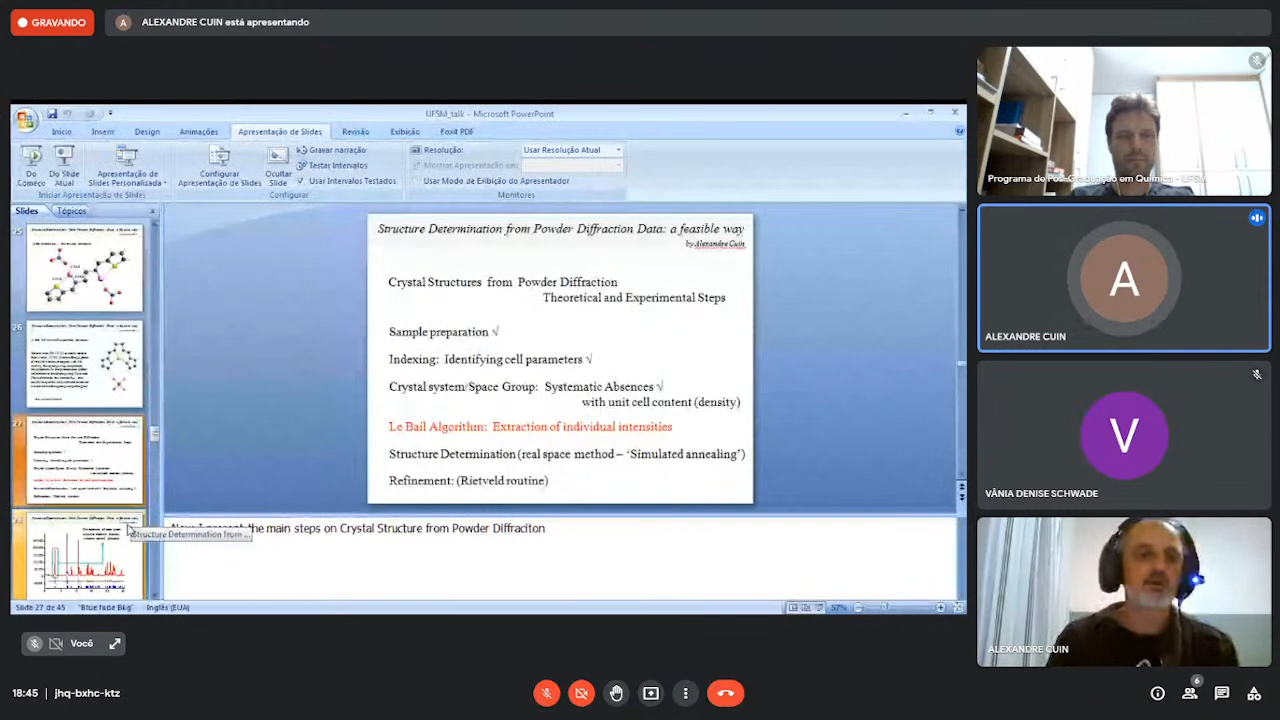 GRAVANDO
A
ALEXANDRE CUIN está apresentando
UFSM_talk - Microsoft PowerPoint
Início
Inserir
Design
Animações
Apresentação de Slides
Revisão
Exibição
Foxit PDF
Do Começo
Do Slide Atual
Apresentação de Slides Personalizada
Iniciar Apresentação de Slides
Configurar Apresentação de Slides
Ocultar Slide
Gravar narração
Testar Intervalos
Usar Intervalos Testados
Configurar
Resolução:
Usar Resolução Atual
Mostrar Apresentação em:
Usar Modo de Exibição do Apresentador
Monitores
Slides
Tópicos
26
Structure Determination from Powder Diffraction Data: a feasible way
by Alexandre Cuin
Crystal Structures from Powder Diffraction
Theoretical and Experimental Steps
Sample preparation √
Indexing: Identifying cell parameters √
Crystal system/Space Group: Systematic Absences √
with unit cell content (density)
Le Bail Algorithm: Extraction of individual intensities
Structure Determination (real space method – 'Simulated annealing')
Refinement: (Rietveld routine)
the main steps on Crystal Structure from Powder Diffraciton
Structure Determination from ...
Slide 27 de 45
"Blue fade Bkg"
Inglês (EUA)
57%
Programa de Pós-Graduação em Química - UFSM
A
ALEXANDRE CUIN
V
VÂNIA DENISE SCHWADE
ALEXANDRE CUIN
Você
18:45
jhq-bxhc-ktz
6